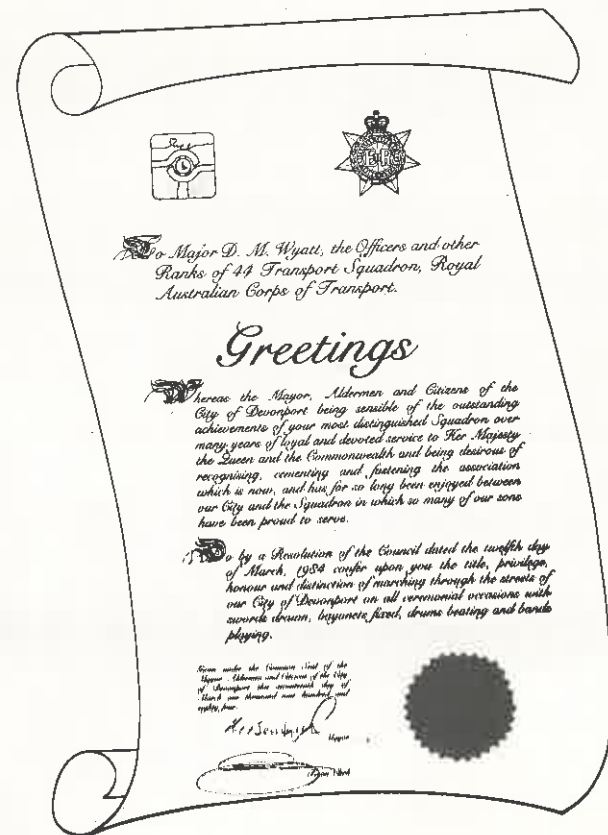 To Major D. M. Wyatt, the Officers and other
Ranks of 44 Transport Squadron, Royal
Australian Corps of Transport.
Greetings
Whereas the Mayor, Aldermen and Citizens of the
City of Devonport being sensible of the outstanding
achievements of your most distinguished Squadron over
many years of loyal and devoted service to Her Majesty
the Queen and the Commonwealth and being desirous of
recognising, cementing and fastening the association
which is now, and has for so long been enjoyed between
our City and the Squadron in which so many of our sons
have been proud to serve.
Do by a Resolution of the Council dated the twelfth day
of March, 1984 confer upon you the title, privilege,
honour and distinction of marching through the streets of
our City of Devonport on all ceremonial occasions with
swords drawn, bayonets fixed, drums beating and bands
playing.
Given under the Common Seal of the
Mayor, Aldermen and Citizens of the City
of Devonport this seventeenth day of
March one thousand nine hundred and
eighty four.
Mayor
Town Clerk